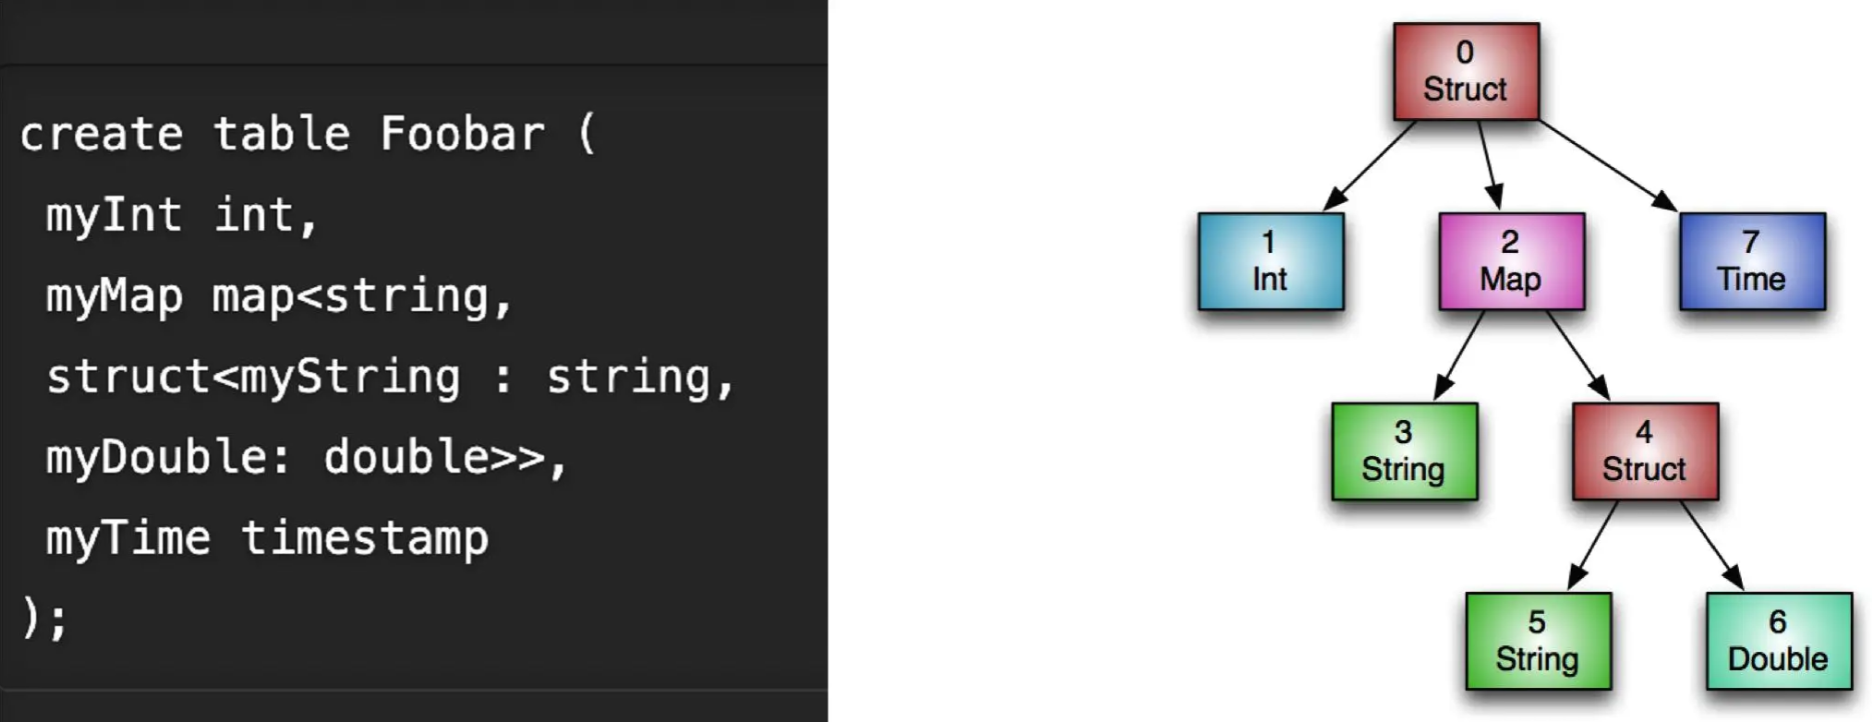 create table Foobar (
myInt int,
myMap map<string,
struct<myString : string,
myDouble: double>>,
myTime timestamp
);
0
Struct
1
Int
2
Map
7
Time
3
String
4
Struct
5
String
6
Double